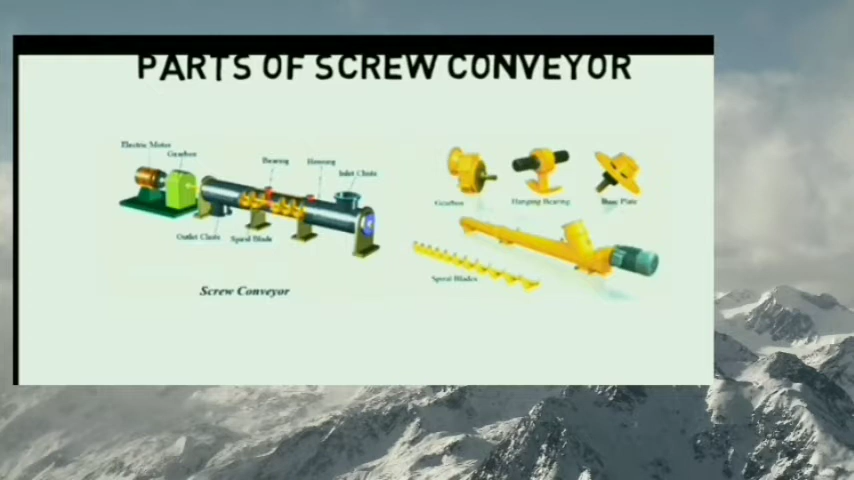 PARTS OF SCREW CONVEYOR
Electric Motor
Gearbox
Bearing
Housing
Inlet Chute
Outlet Chute
Spiral Blade
Screw Conveyor
Gearbox
Hanging Bearing
Base Plate
Spiral Blades